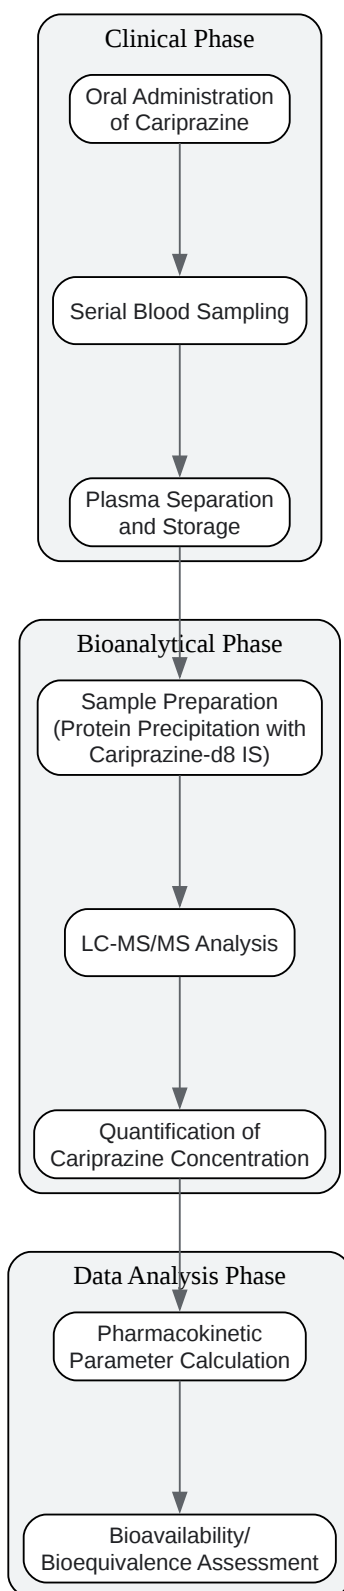 Clinical Phase
Oral Administration
of Cariprazine
Serial Blood Sampling
Plasma Separation
and Storage
Bioanalytical Phase
Sample Preparation
(Protein Precipitation with
Cariprazine-d8 IS)
LC-MS/MS Analysis
Quantification of
Cariprazine Concentration
Data Analysis Phase
Pharmacokinetic
Parameter Calculation
Bioavailability/
Bioequivalence Assessment